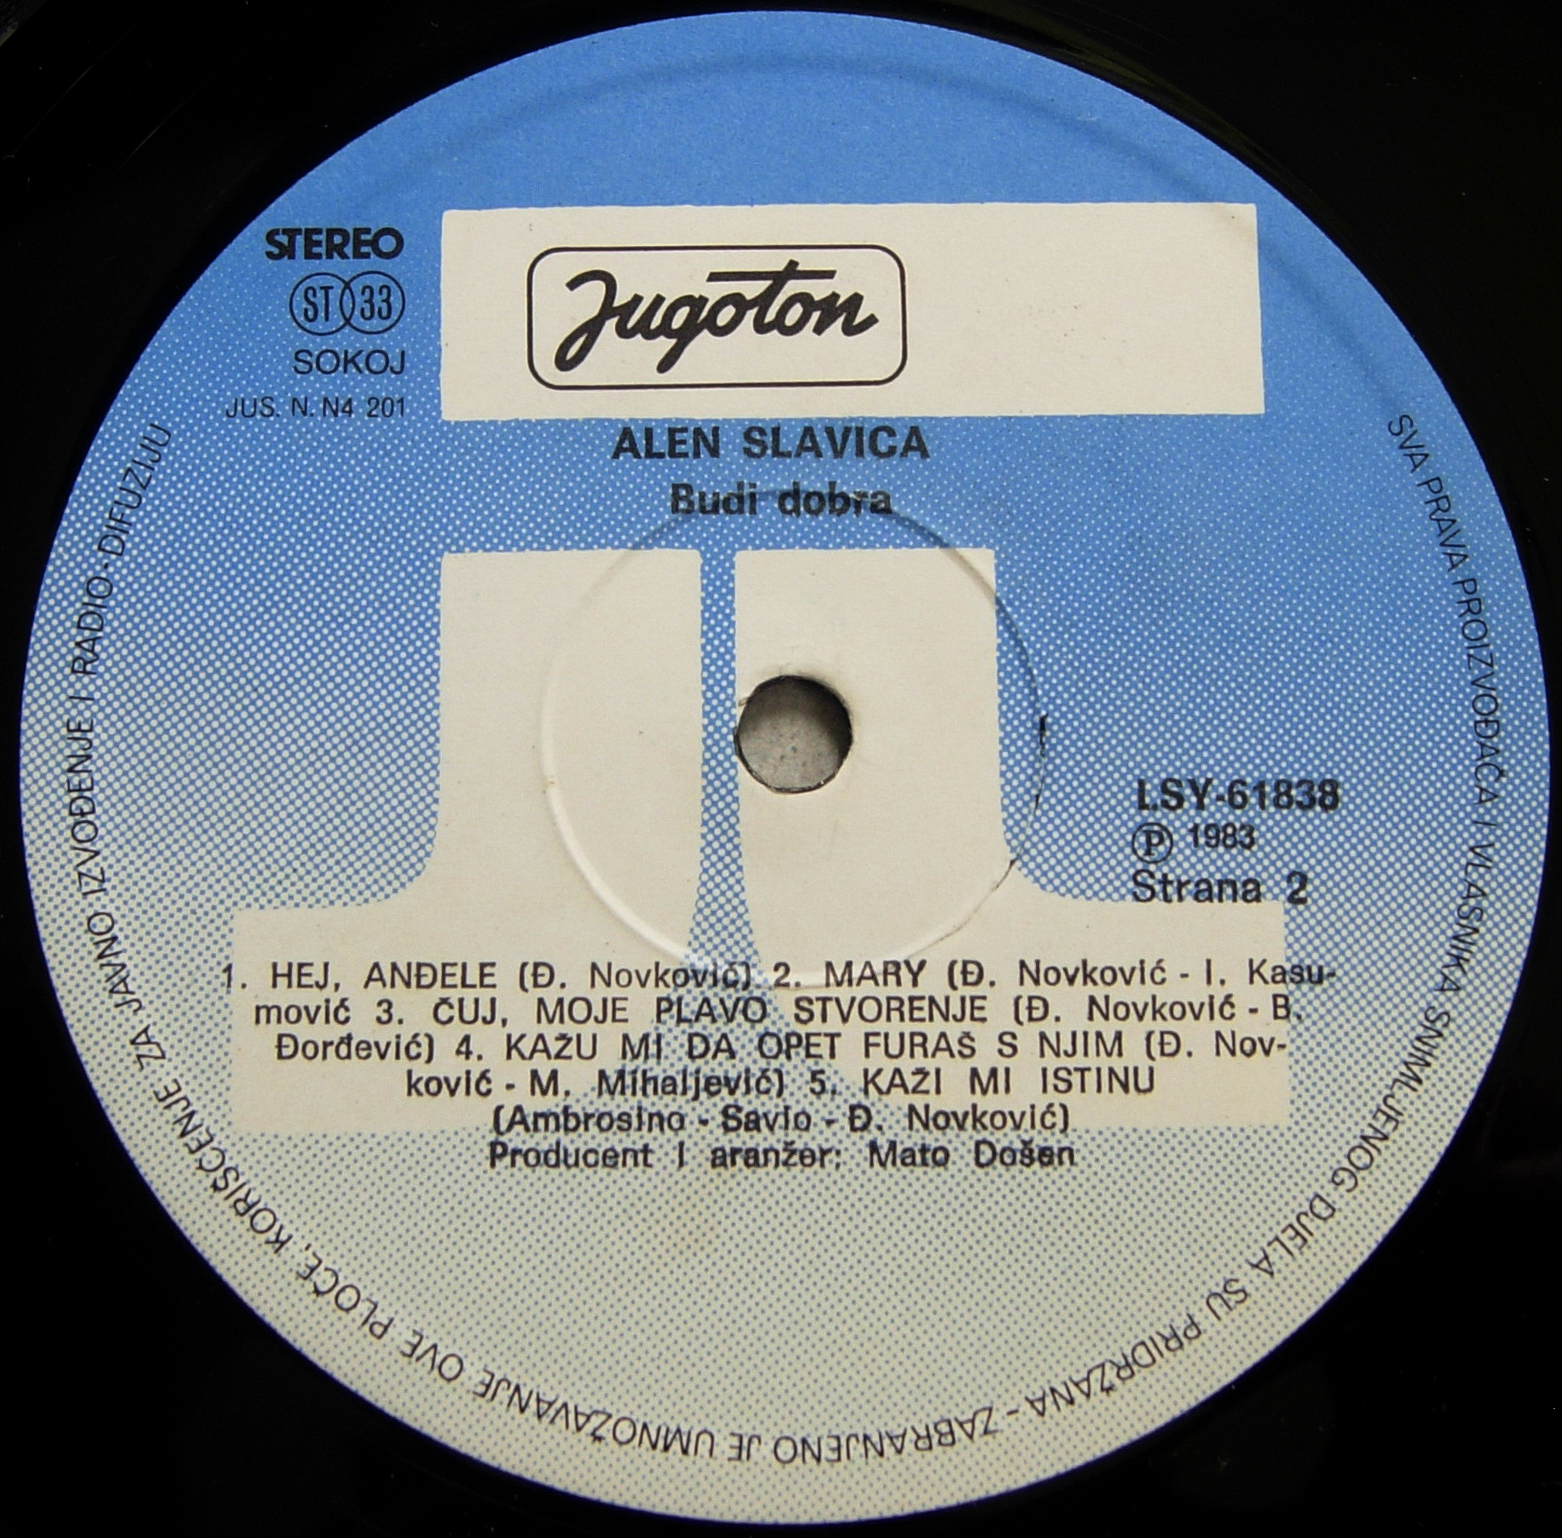 STEREO
ST 33
SOKOJ
JUS. N. N4 201
Jugoton
ALEN SLAVICA
Budi dobra
LSY-61838
Ⓟ 1983
Strana 2
1. HEJ, ANĐELE (Đ. Novković) 2. MARY (Đ. Novković - I. Kasu-
mović 3. ČUJ, MOJE PLAVO STVORENJE (Đ. Novković - B.
Đorđević) 4. KAŽU MI DA OPET FURAŠ S NJIM (Đ. Nov-
ković - M. Mihaljević) 5. KAŽI MI ISTINU
(Ambrosino - Savio - Đ. Novković)
Producent I aranžer: Mato Došen
SVA PRAVA PROIZVOĐAČA I VLASNIKA SNIMLJENOG DJELA SU PRIDRŽANA - ZABRANJENO JE UMNOŽAVANJE OVE PLOČE, KORIŠĆENJE ZA JAVNO IZVOĐENJE I RADIO-DIFUZIJU